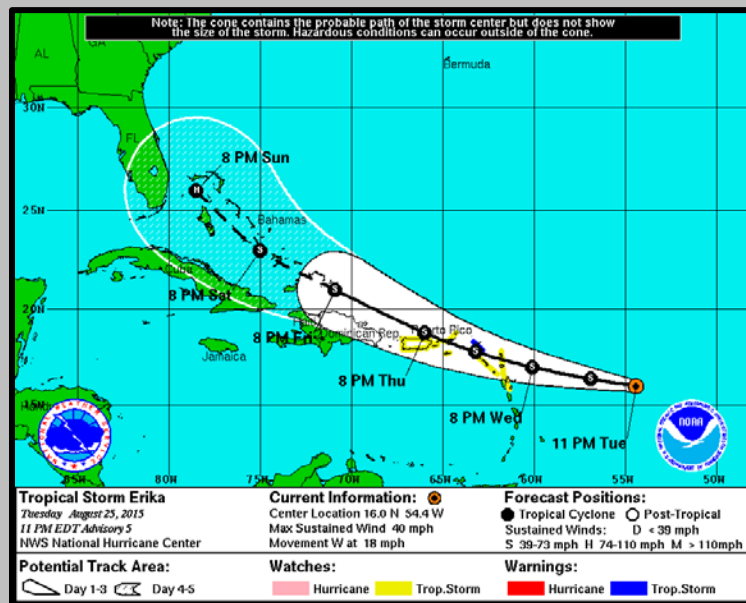 Note: The cone contains the probable path of the storm center but does not show
the size of the storm. Hazardous conditions can occur outside of the cone.
AL
GA
Bermuda
30N
FL
8 PM Sun
H
25N
Bahamas
S
Cuba
8 PM Sat
S
20N
8 PM Fri
Dominican Rep.
Puerto Rico
S
S
Jamaica
8 PM Thu
S
S
15N
8 PM Wed
11 PM Tue
NOAA
85W
80W
75W
70W
65W
60W
55W
50W
Tropical Storm Erika
Tuesday August 25, 2015
11 PM EDT Advisory 5
NWS National Hurricane Center
Current Information:
Center Location 16.0 N 54.4 W
Max Sustained Wind 40 mph
Movement W at 18 mph
Forecast Positions:
Tropical Cyclone Post-Tropical
Sustained Winds: D < 39 mph
S 39-73 mph H 74-110 mph M > 110mph
Potential Track Area:
Day 1-3 Day 4-5
Watches:
Hurricane Trop.Storm
Warnings:
Hurricane Trop.Storm